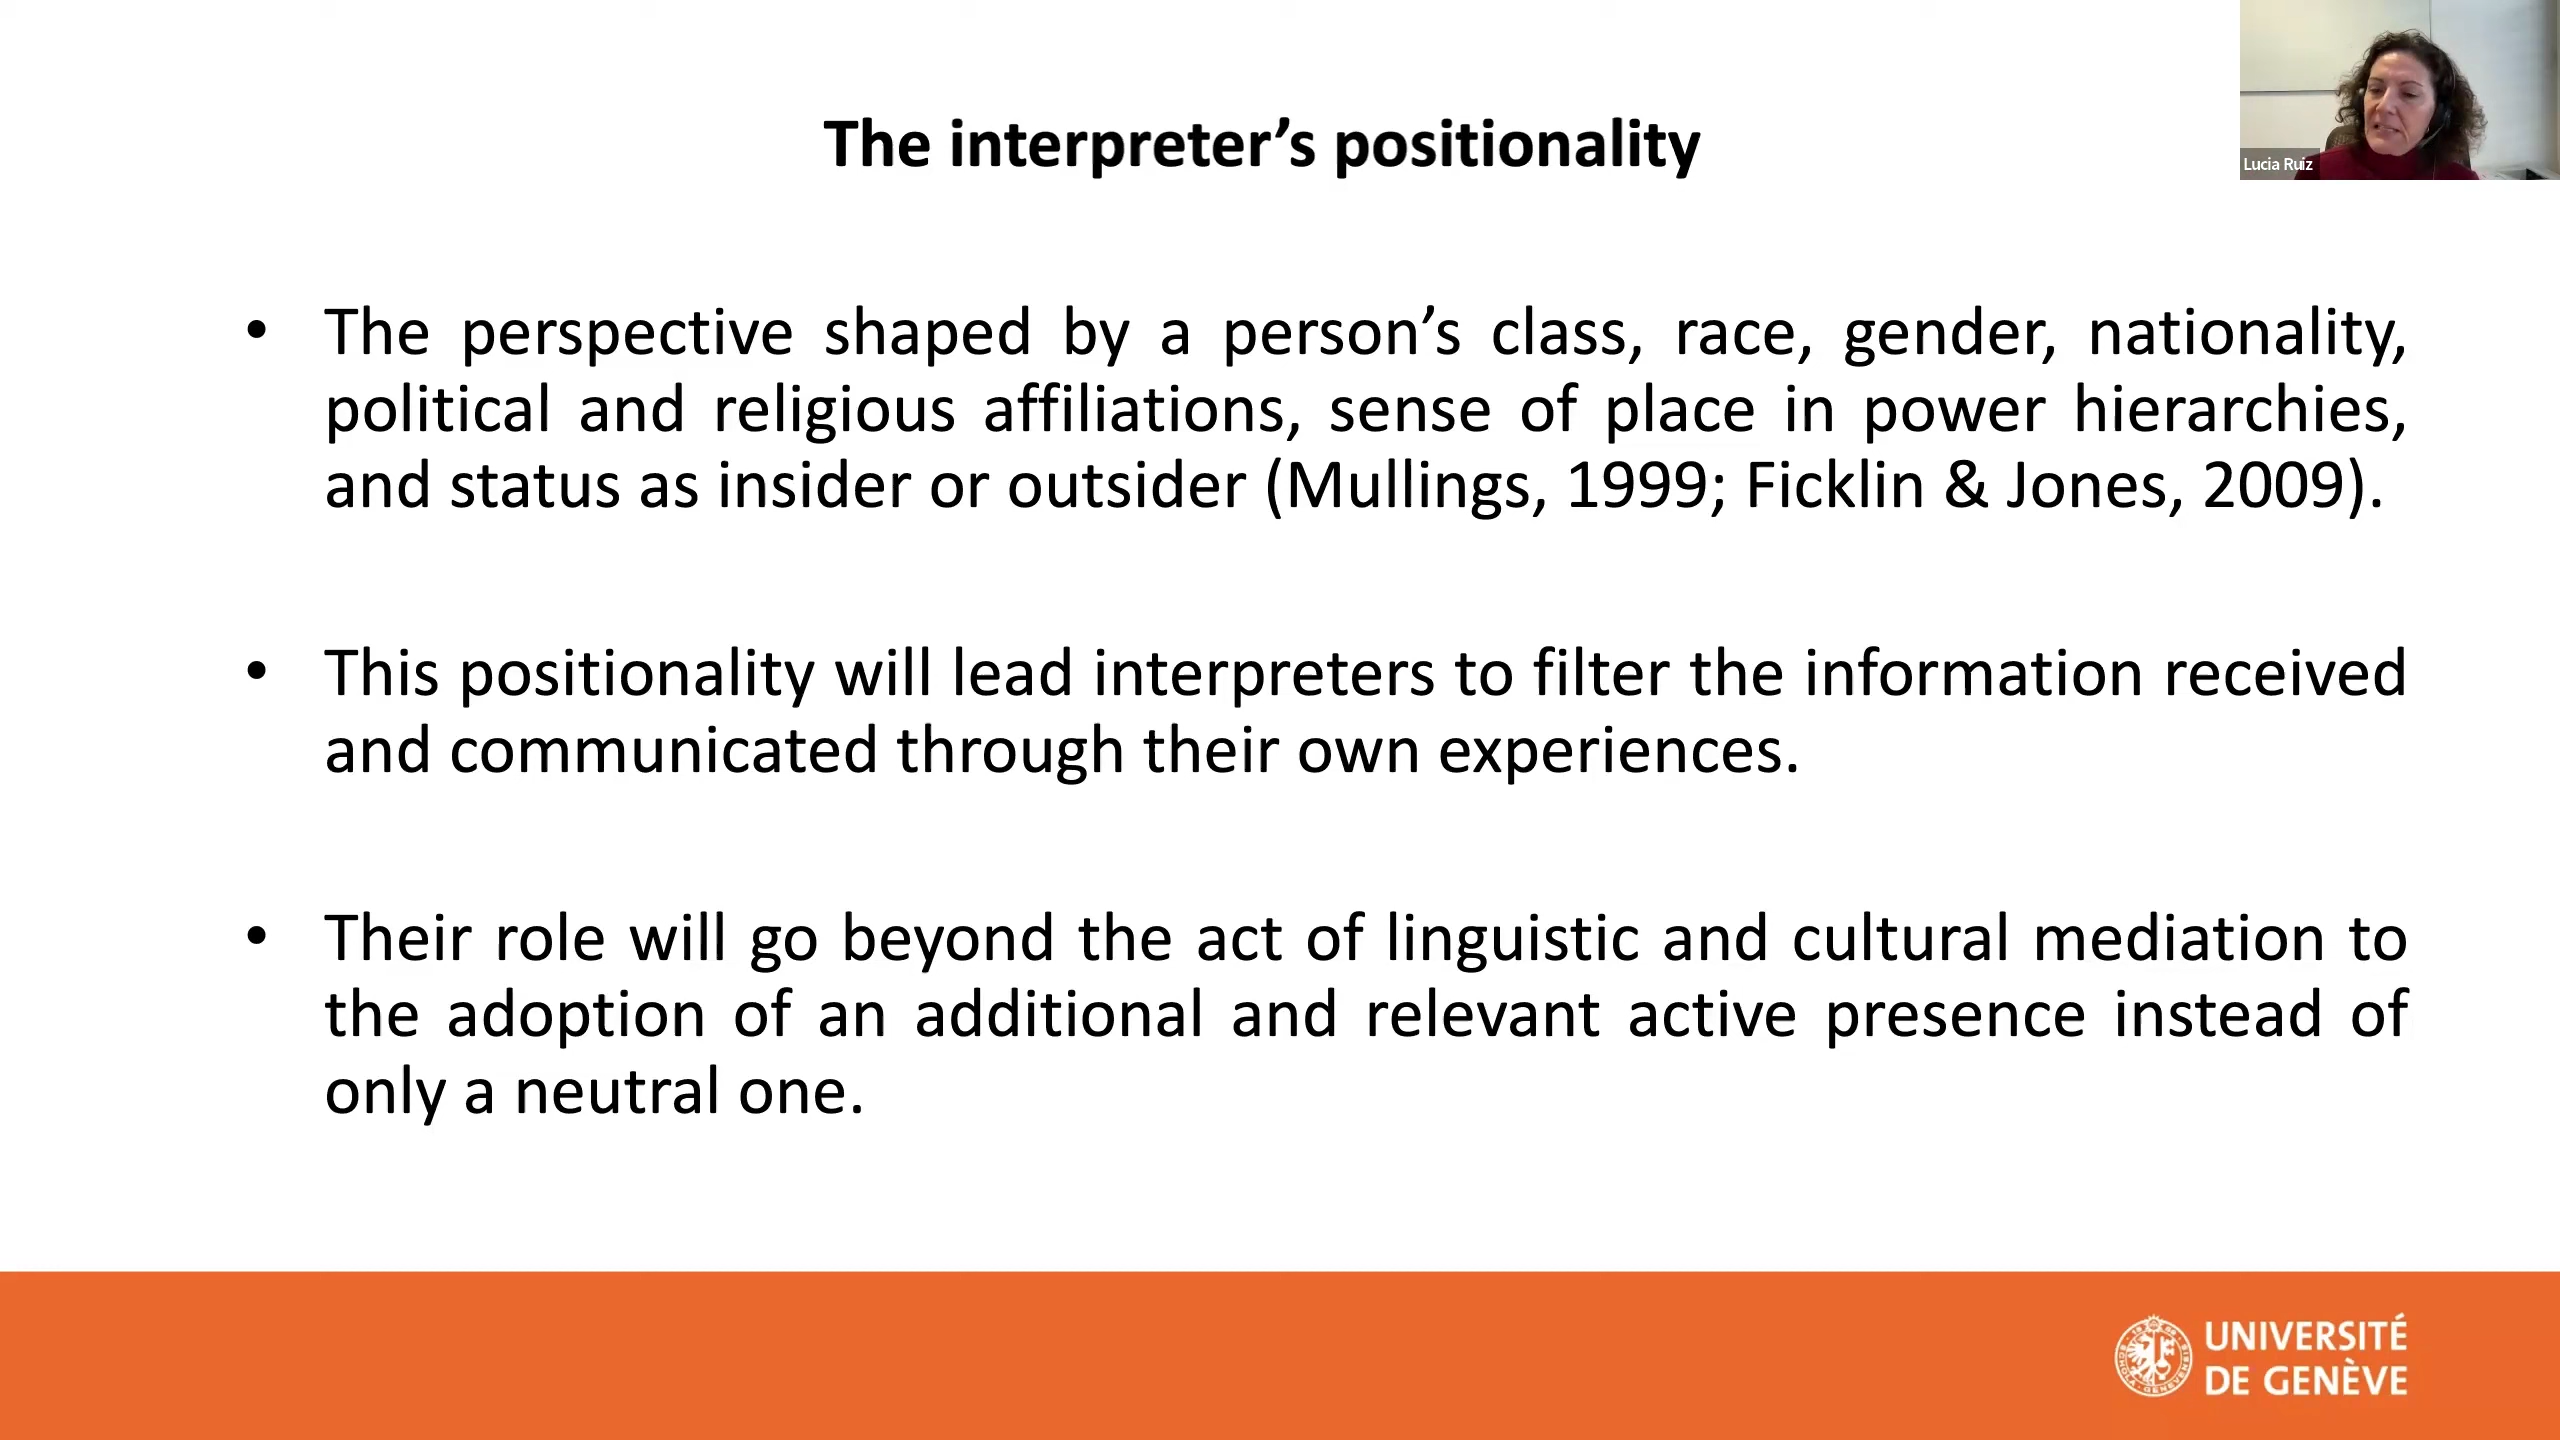 The interpreter’s positionality
Lucia Ruiz
• The perspective shaped by a person’s class, race, gender, nationality,
political and religious affiliations, sense of place in power hierarchies,
and status as insider or outsider (Mullings, 1999; Ficklin & Jones, 2009).
• This positionality will lead interpreters to filter the information received
and communicated through their own experiences.
• Their role will go beyond the act of linguistic and cultural mediation to
the adoption of an additional and relevant active presence instead of
only a neutral one.
UNIVERSITÉ
DE GENÈVE